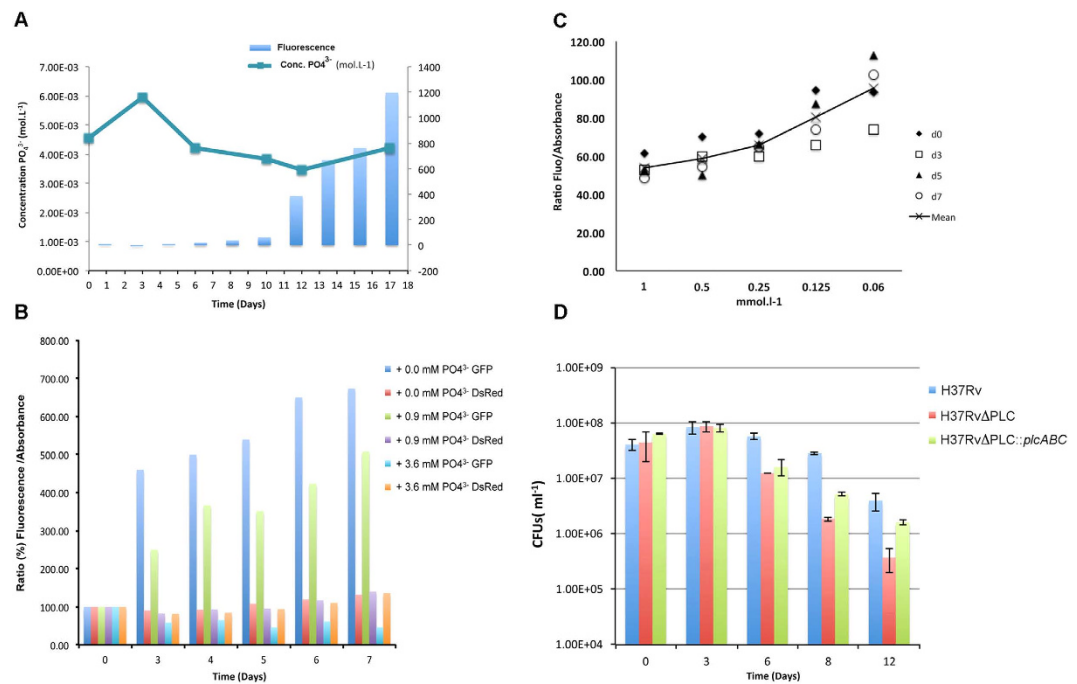 A
Fluorescence
Conc. PO4³⁻ (mol.L-1)
Concentration PO₄³⁻ (mol.L⁻¹)
7.00E-03
6.00E-03
5.00E-03
4.00E-03
3.00E-03
2.00E-03
1.00E-03
0.00E+00
1400
1200
1000
800
600
400
200
0
-200
0 1 2 3 4 5 6 7 8 9 10 11 12 13 14 15 16 17 18
Time (Days)
C
Ratio Fluo/Absorbance
120.00
100.00
80.00
60.00
40.00
20.00
0.00
d0
d3
d5
d7
Mean
1 0.5 0.25 0.125 0.06
mmol.l-1
B
Ratio (%) Fluorescence /Absorbance
800.00
700.00
600.00
500.00
400.00
300.00
200.00
100.00
0.00
+ 0.0 mM PO4³⁻ GFP
+ 0.0 mM PO4³⁻ DsRed
+ 0.9 mM PO4³⁻ GFP
+ 0.9 mM PO4³⁻ DsRed
+ 3.6 mM PO4³⁻ GFP
+ 3.6 mM PO4³⁻ DsRed
0 3 4 5 6 7
Time (Days)
D
CFUs( ml⁻¹)
1.00E+09
1.00E+08
1.00E+07
1.00E+06
1.00E+05
1.00E+04
H37Rv
H37RvΔPLC
H37RvΔPLC::plcABC
0 3 6 8 12
Time (Days)